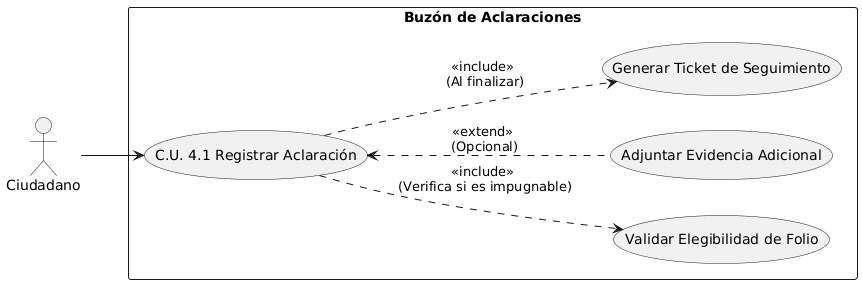 Buzón de Aclaraciones
«include»
(Al finalizar)
Generar Ticket de Seguimiento
«extend»
(Opcional)
C.U. 4.1 Registrar Aclaración
Adjuntar Evidencia Adicional
Ciudadano
«include»
(Verifica si es impugnable)
Validar Elegibilidad de Folio